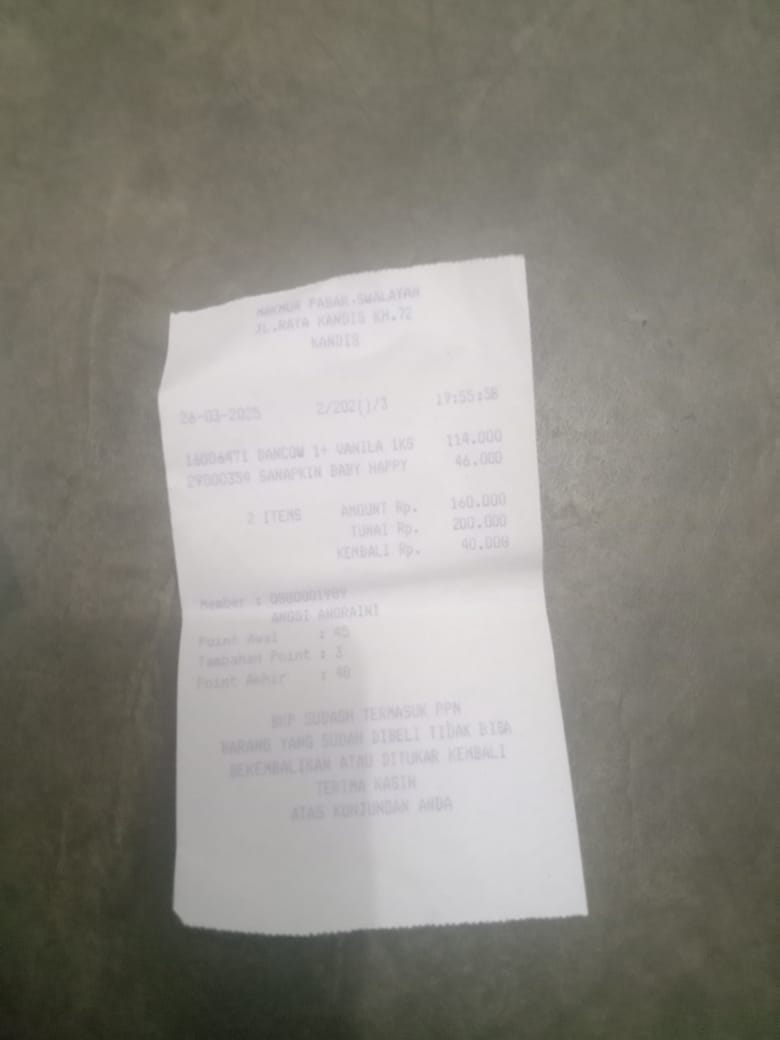 MAKMUR PASAR.SWALAYAN
JL.RAYA KANDIS KM.72
KANDIS
26-03-2025 2/202()/3 19:55:58
16006471 DANCOW 1+ VANILA 1KG 114.000
29000354 SANAPKIN BABY HAPPY 46.000
2 ITEMS AMOUNT Rp. 160.000
TUNAI Rp. 200.000
KEMBALI Rp. 40.000
Member : 0800001989
ANGGI ANGRAINI
Point Awal : 45
Tambahan Point : 3
Point Akhir : 48
BKP SUDAH TERMASUK PPN
BARANG YANG SUDAH DIBELI TIDAK BISA
DEKEMBALIKAN ATAU DITUKAR KEMBALI
TERIMA KASIH
ATAS KUNJUNGAN ANDA